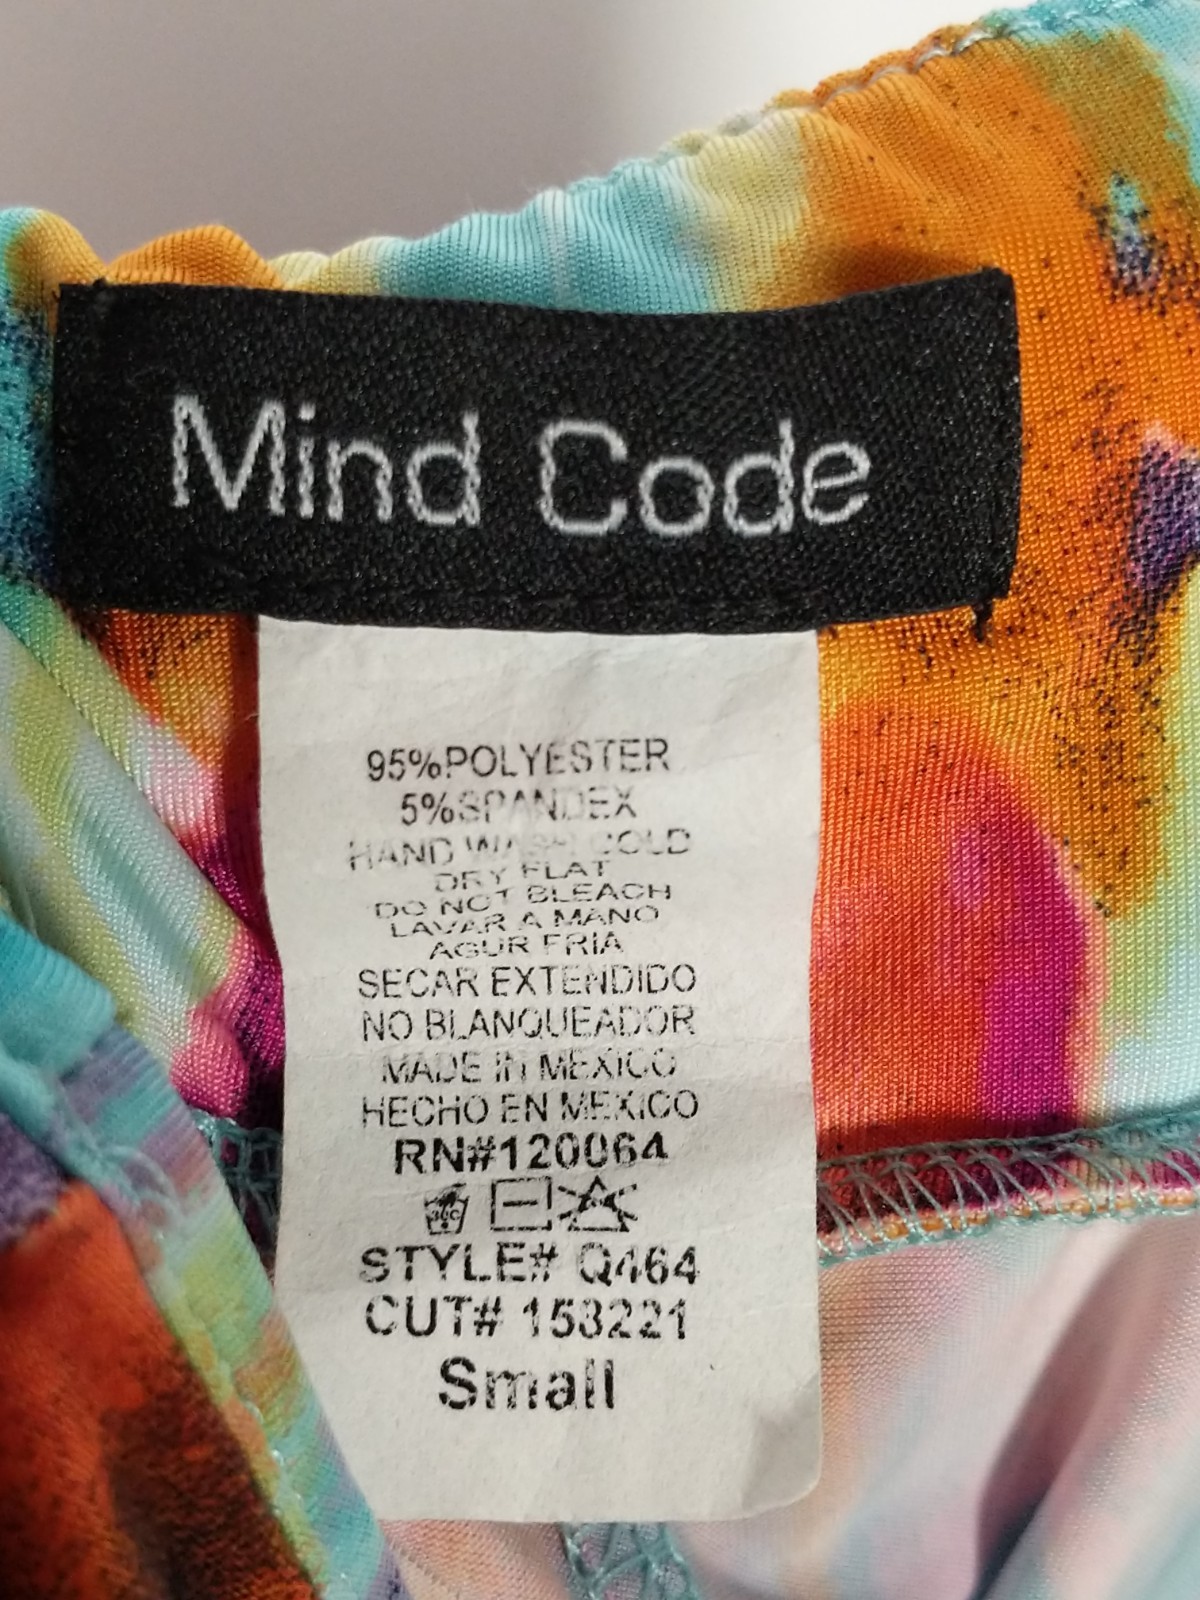 Mind Code
95%POLYESTER
5%SPANDEX
HAND WASH COLD
DRY FLAT
DO NOT BLEACH
LAVAR A MANO
AGUR FRIA
SECAR EXTENDIDO
NO BLANQUEADOR
MADE IN MEXICO
HECHO EN MEXICO
RN#120064
30C
STYLE# Q464
CUT# 153221
Small